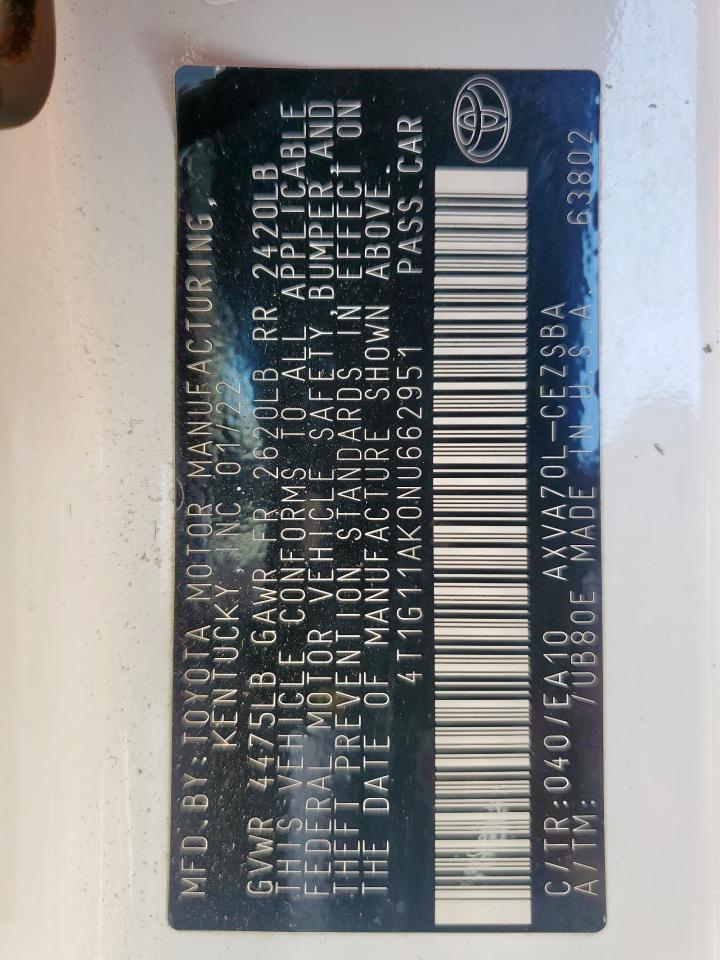 MFD.BY:TOYOTA MOTOR MANUFACTURING,
KENTUCKY,INC. 01/22
GVWR 4475LB GAWR FR 2620LB RR 2420LB
THIS VEHICLE CONFORMS TO ALL APPLICABLE
FEDERAL MOTOR VEHICLE SAFETY, BUMPER,AND
THEFT PREVENTION STANDARDS IN EFFECT ON
THE DATE OF MANUFACTURE SHOWN ABOVE.
4T1G11AK0NU662951 PASS.CAR
C/TR:040/EA10 AXVA70L-CEZSBA
A/TM: /UB80E MADE IN U.S.A. 63802